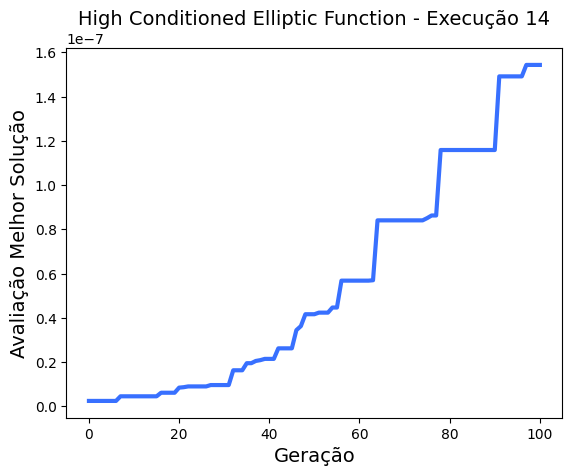 High Conditioned Elliptic Function - Execução 14
1e−7
1.6
1.4
1.2
1.0
0.8
0.6
0.4
0.2
0.0
Avaliação Melhor Solução
0 20 40 60 80 100
Geração